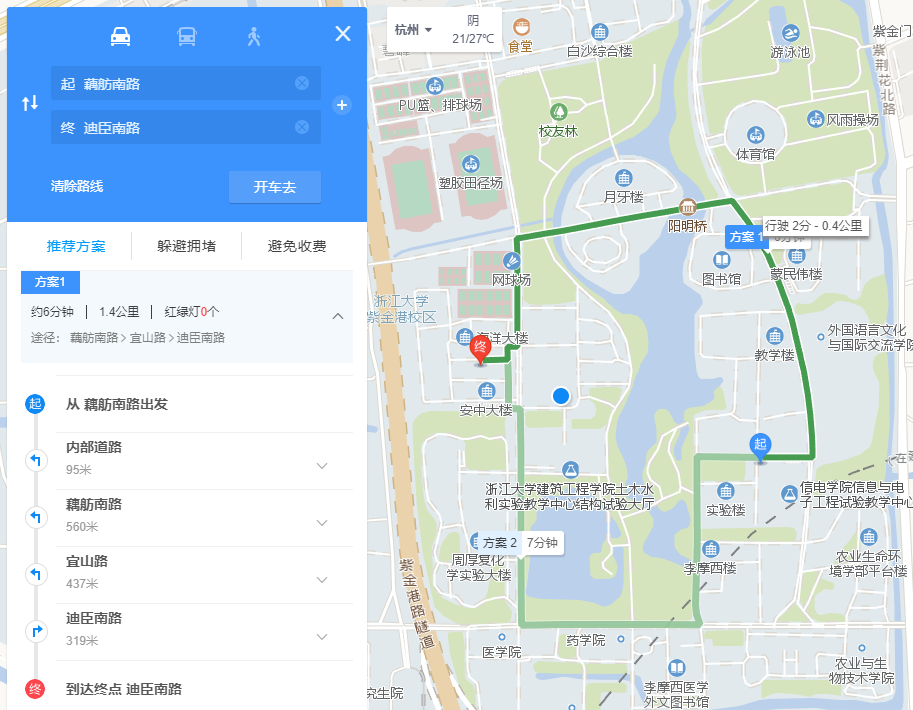 起 藕舫南路
终 迪臣南路
清除路线
开车去
推荐方案
躲避拥堵
避免收费
方案1
约6分钟 1.4公里 红绿灯0个
途径： 藕舫南路 > 宜山路 > 迪臣南路
起 从 藕舫南路出发
内部道路
95米
藕舫南路
560米
宜山路
437米
迪臣南路
319米
终 到达终点 迪臣南路
杭州
阴
21/27℃
食堂
白沙综合楼
游泳池
紫金门
紫荆花北路
PU篮、排球场
校友林
风雨操场
体育馆
塑胶田径场
月牙楼
阳明桥
行驶 2分 - 0.4公里
方案 1
图书馆
蒙民伟楼
网球场
浙江大学
紫金港校区
海洋大楼
终
外国语言文化
与国际交流学院
教学楼
安中大楼
起
在建
浙江大学建筑工程学院土木水
利实验教学中心结构试验大厅
信电学院信息与电
子工程试验教学中心
实验楼
方案 2 7分钟
周厚复化
学实验大楼
李摩西楼
农业生命环
境学部平台楼
紫金港路隧道
医学院
药学院
农业与生
物技术学院
李摩西医学
外文图书馆
究生院